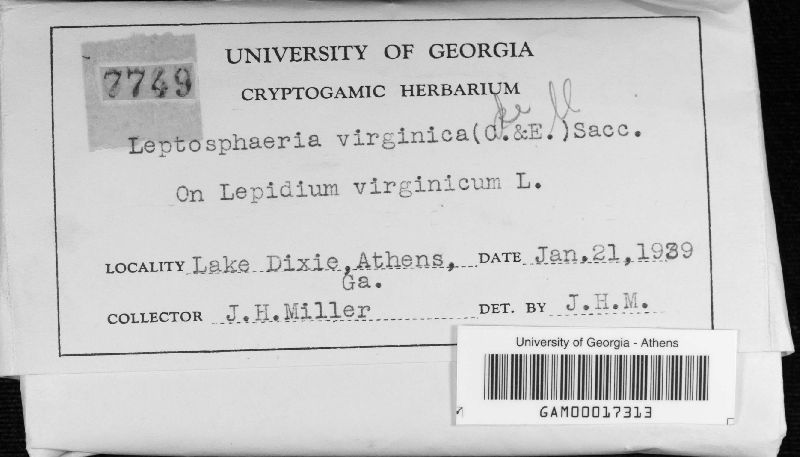 7749
UNIVERSITY OF GEORGIA
CRYPTOGAMIC HERBARIUM
Leptosphaeria virginica(C.&E.)Sacc.
On Lepidium virginicum L.
LOCALITY Lake Dixie,Athens, DATE Jan.21,1939
Ga.
COLLECTOR J.H.Miller DET. BY J.H.M.
University of Georgia - Athens
GAM00017313